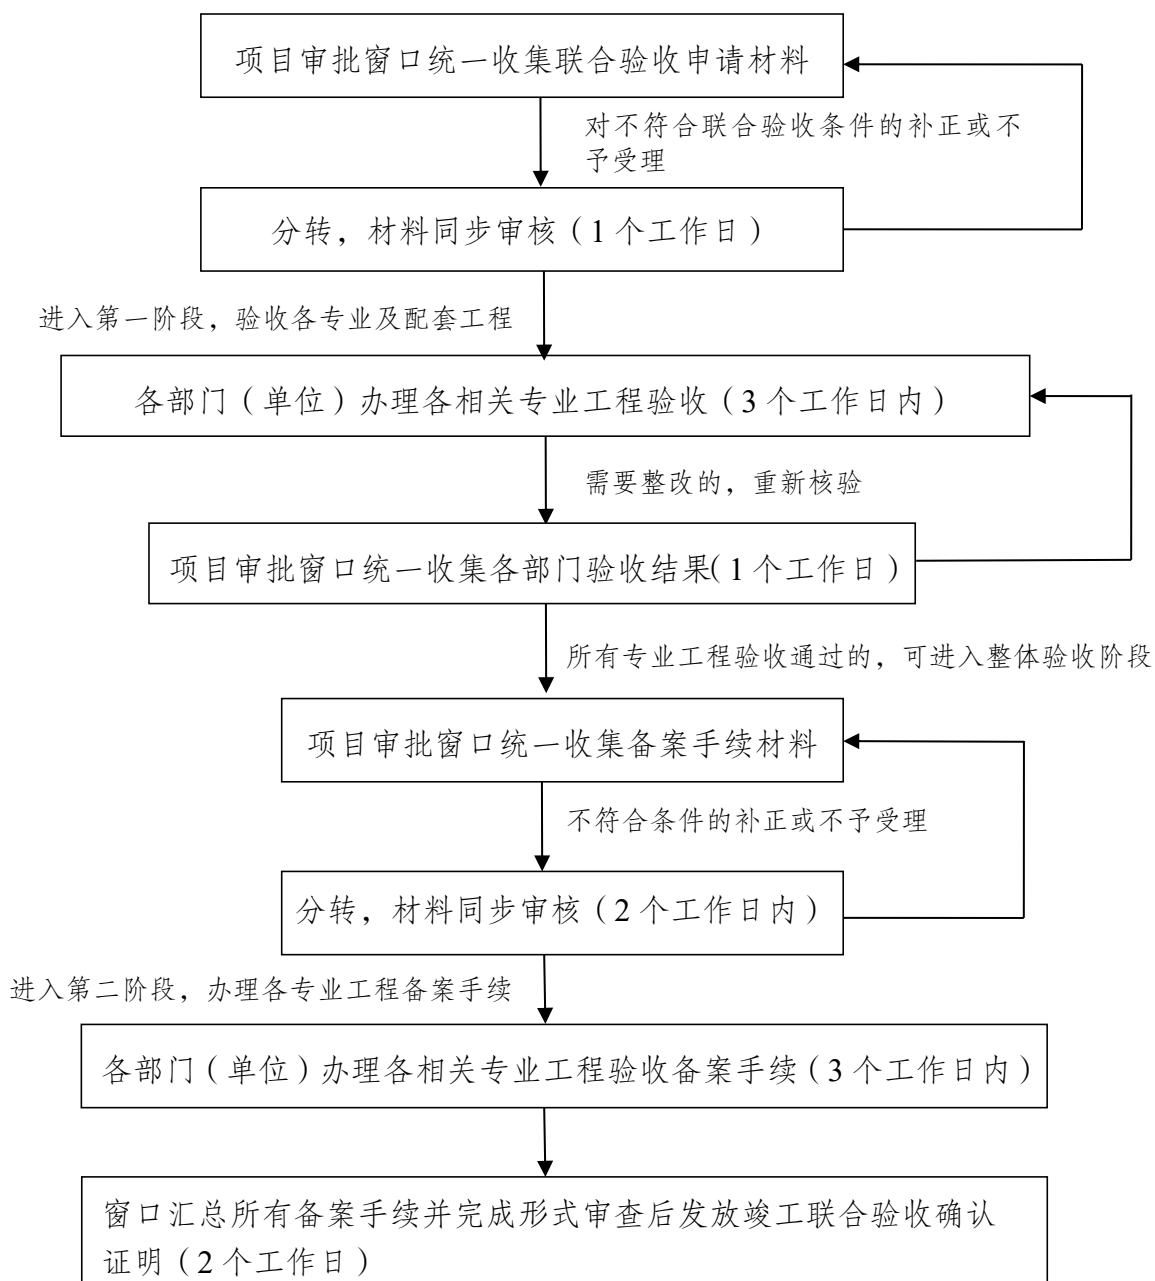 项目审批窗口统一收集联合验收申请材料
对不符合联合验收条件的补正或不
予受理
分转，材料同步审核（1个工作日）
进入第一阶段，验收各专业及配套工程
各部门（单位）办理各相关专业工程验收（3个工作日内）
需要整改的，重新核验
项目审批窗口统一收集各部门验收结果（1个工作日）
所有专业工程验收通过的，可进入整体验收阶段
项目审批窗口统一收集备案手续材料
不符合条件的补正或不予受理
分转，材料同步审核（2个工作日内）
进入第二阶段，办理各专业工程备案手续
各部门（单位）办理各相关专业工程验收备案手续（3个工作日内）
窗口汇总所有备案手续并完成形式审查后发放竣工联合验收确认
证明（2个工作日）